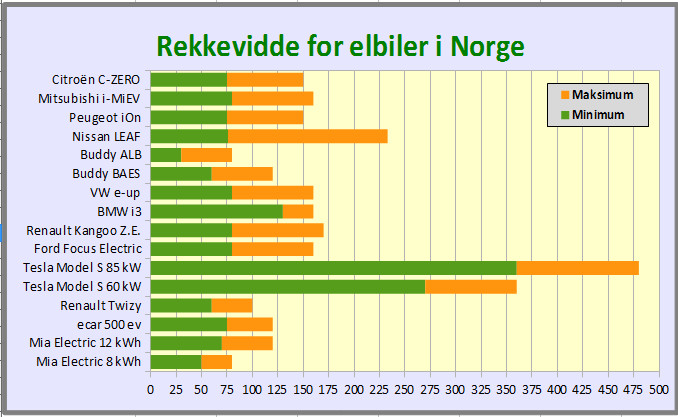 Rekkevidde for elbiler i Norge
Citroën C-ZERO
Mitsubishi i-MiEV
Peugeot iOn
Nissan LEAF
Buddy ALB
Buddy BAES
VW e-up
BMW i3
Renault Kangoo Z.E.
Ford Focus Electric
Tesla Model S 85 kW
Tesla Model S 60 kW
Renault Twizy
ecar 500 ev
Mia Electric 12 kWh
Mia Electric 8 kWh
Maksimum
Minimum
0 25 50 75 100 125 150 175 200 225 250 275 300 325 350 375 400 425 450 475 500